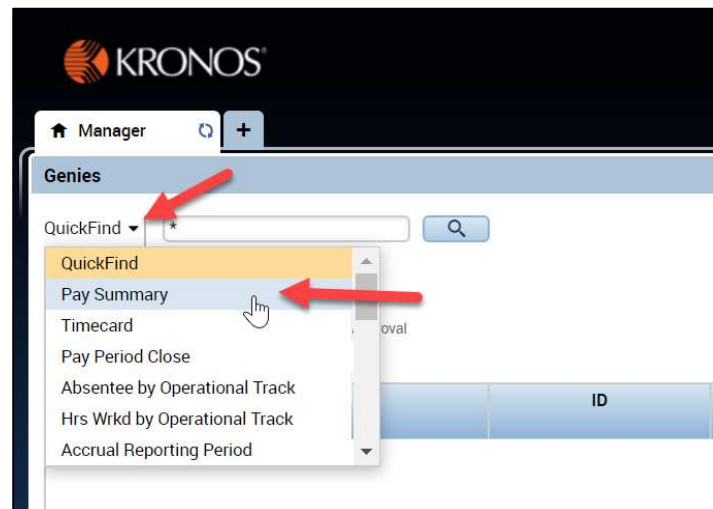 KRONOS
Manager
+
Genies
QuickFind
*
QuickFind
Pay Summary
Timecard
Pay Period Close
Absentee by Operational Track
Hrs Wrkd by Operational Track
Accrual Reporting Period
ID